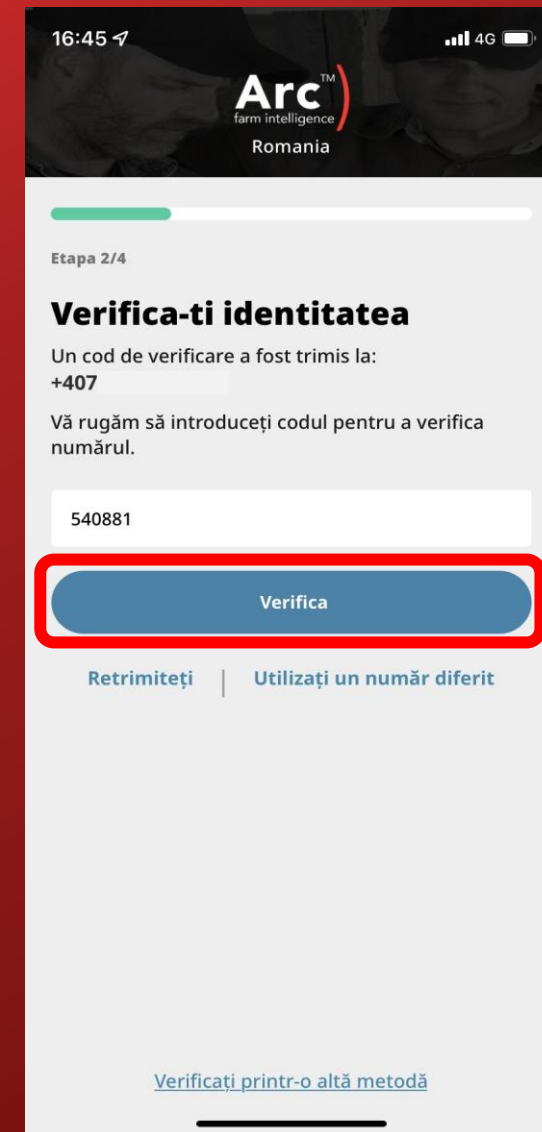 16:45
4G
Arc™
farm intelligence
Romania
Etapa 2/4
Verifica-ti identitatea
Un cod de verificare a fost trimis la:
+407
Vă rugăm să introduceți codul pentru a verifica
numărul.
540881
Verifica
Retrimiteți | Utilizați un număr diferit
Verificați printr-o altă metodă